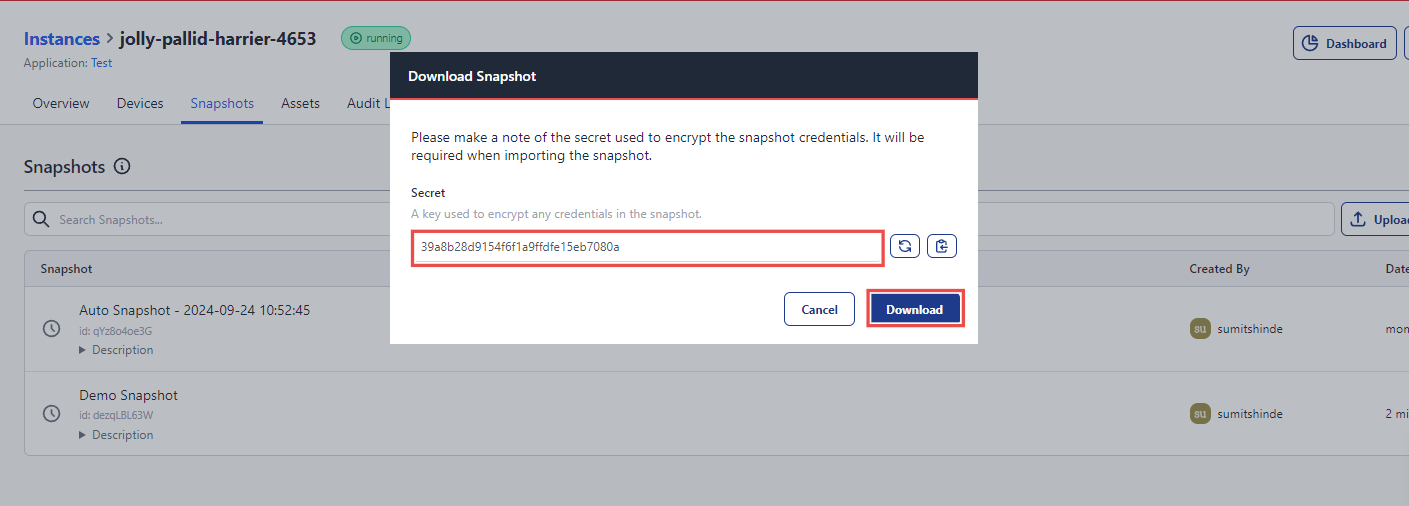 Instances > jolly-pallid-harrier-4653 running
Dashboard
Application: Test
Download Snapshot
Overview Devices Snapshots Assets Audit L
Please make a note of the secret used to encrypt the snapshot credentials. It will be
required when importing the snapshot.
Snapshots
Secret
A key used to encrypt any credentials in the snapshot.
Search Snapshots...
Uploa
39a8b28d9154f6f1a9ffdfe15eb7080a
Snapshot Created By Date
Cancel Download
Auto Snapshot - 2024-09-24 10:52:45
id: qYz8o4oe3G
Description
su sumitshinde mom
Demo Snapshot
id: dezqLBL63W
Description
su sumitshinde 2 mi